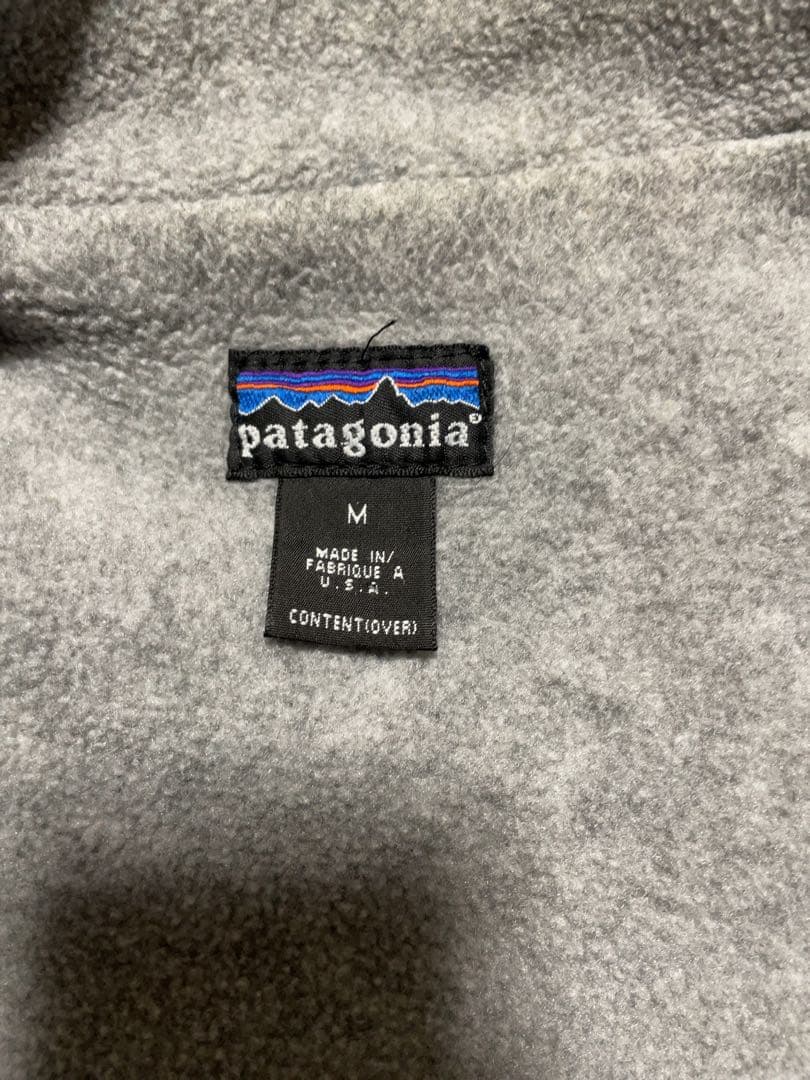 patagonia®
M
MADE IN/
FABRIQUE A
U.S.A.
CONTENT(OVER)